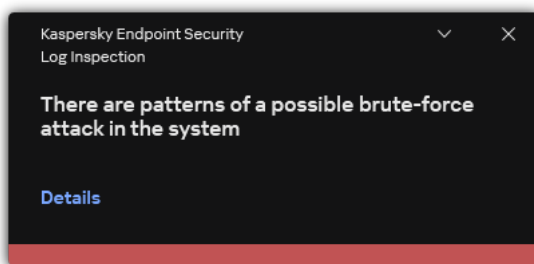 Kaspersky Endpoint Security
Log Inspection
There are patterns of a possible brute-force
attack in the system
Details